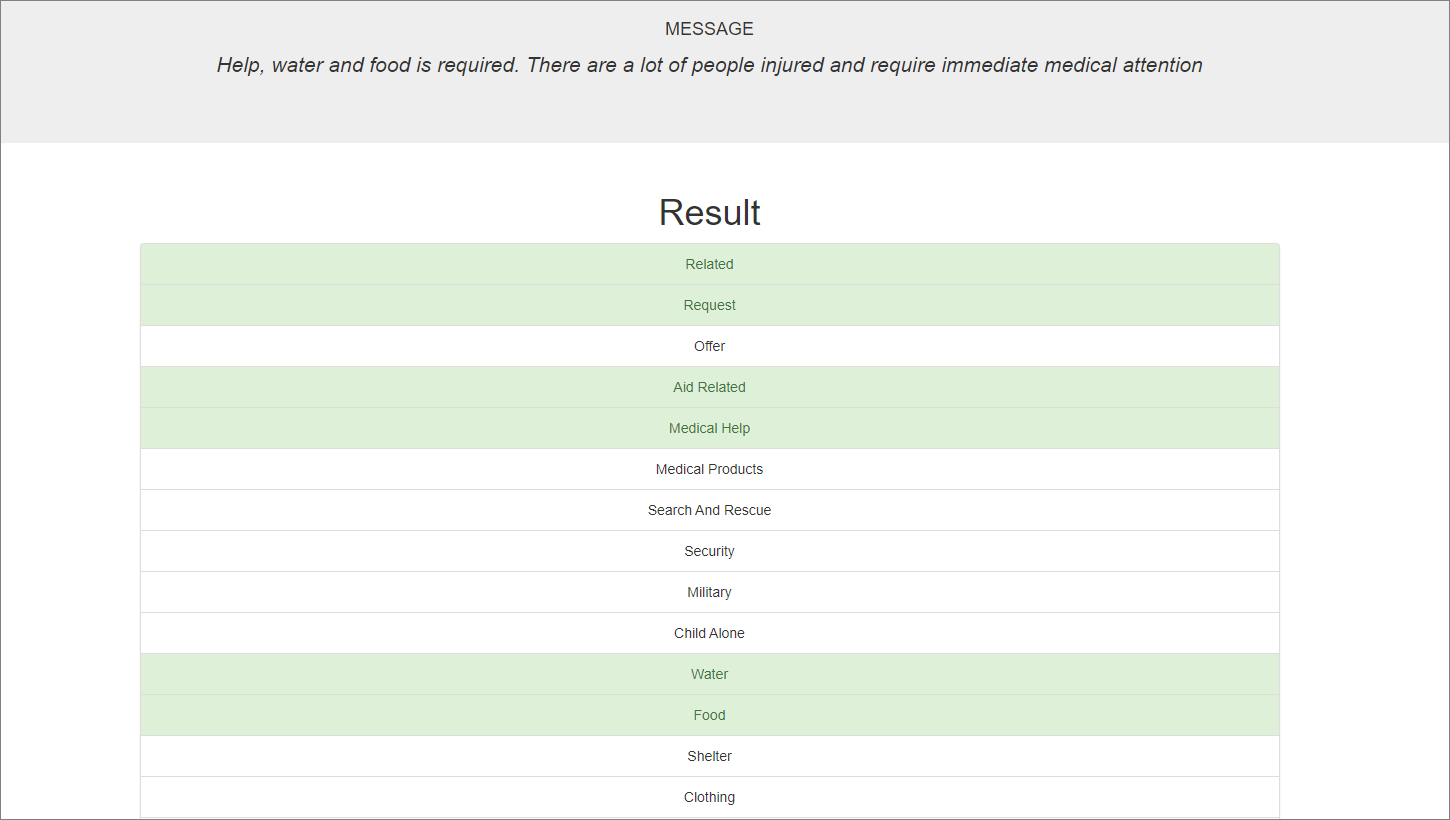 MESSAGE
Help, water and food is required. There are a lot of people injured and require immediate medical attention
Result
Related
Request
Offer
Aid Related
Medical Help
Medical Products
Search And Rescue
Security
Military
Child Alone
Water
Food
Shelter
Clothing